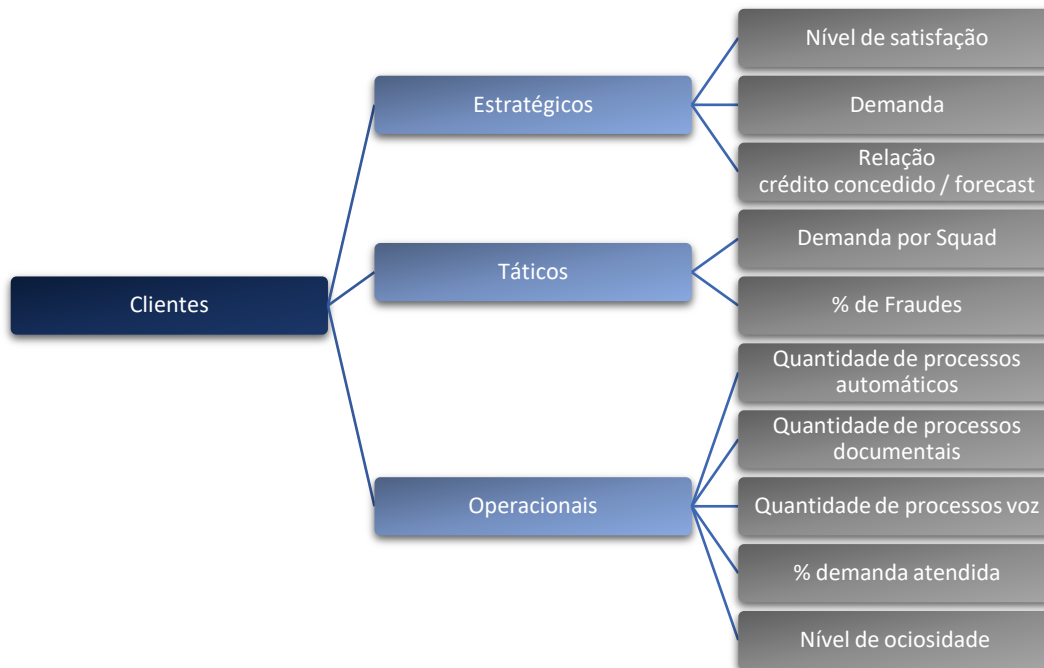 Clientes
Estratégicos
Nível de satisfação
Demanda
Relação
crédito concedido / forecast
Táticos
Demanda por Squad
% de Fraudes
Operacionais
Quantidade de processos
automáticos
Quantidade de processos
documentais
Quantidade de processos voz
% demanda atendida
Nível de ociosidade